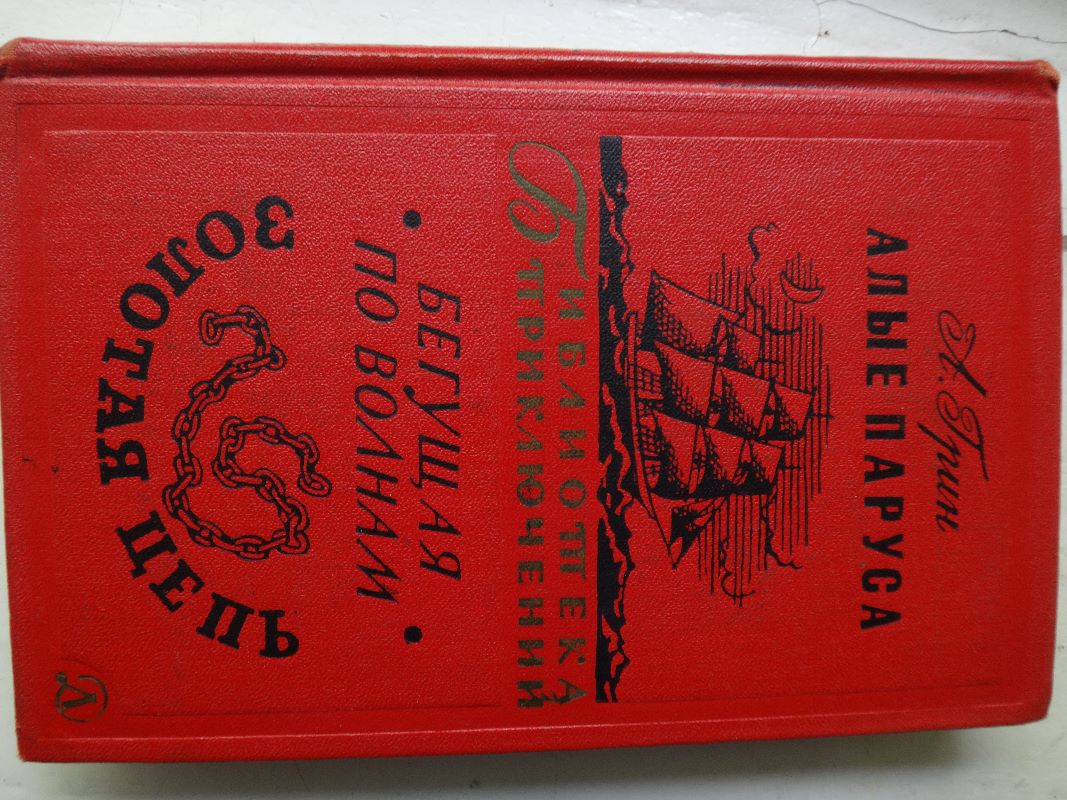 А. Грин
АЛЫЕ ПАРУСА
БИБЛИОТЕКА
ПРИКЛЮЧЕНИЙ
БЕГУЩАЯ
ПО ВОЛНАМ
ЗОЛОТАЯ ЦЕПЬ
Д